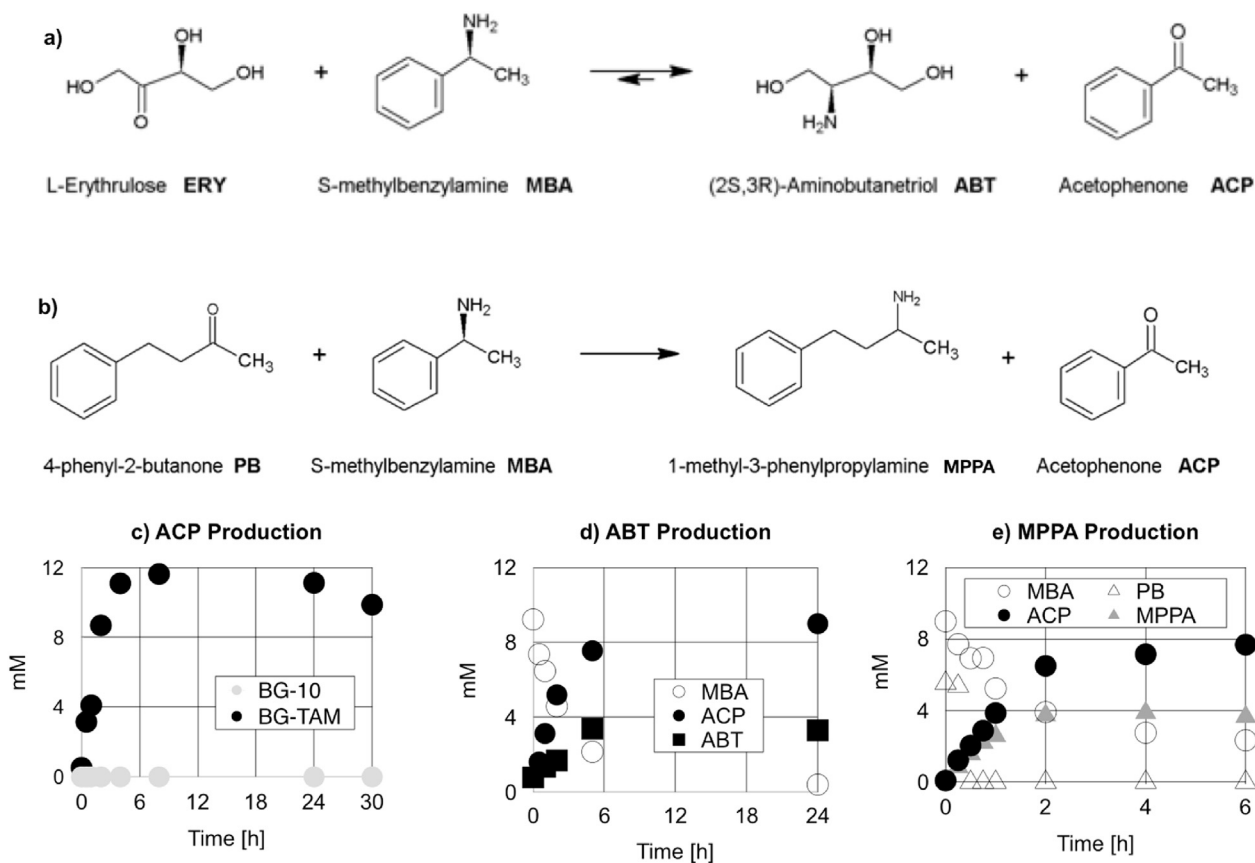 a)
OH
HO
OH
O
+
NH₂
CH₃
OH
HO
OH
H₂N
+
O
CH₃
L-Erythrulose ERY
S-methylbenzylamine MBA
(2S,3R)-Aminobutanetriol ABT
Acetophenone ACP
b)
O
CH₃
+
NH₂
CH₃
NH₂
CH₃
+
O
CH₃
4-phenyl-2-butanone PB
S-methylbenzylamine MBA
1-methyl-3-phenylpropylamine MPPA
Acetophenone ACP
c) ACP Production
12
8
4
0
mM
BG-10
BG-TAM
0
6
12
18
24
30
Time [h]
d) ABT Production
12
8
4
0
mM
MBA
ACP
ABT
0
6
12
18
24
Time [h]
e) MPPA Production
12
8
4
0
mM
MBA
PB
ACP
MPPA
0
2
4
6
Time [h]